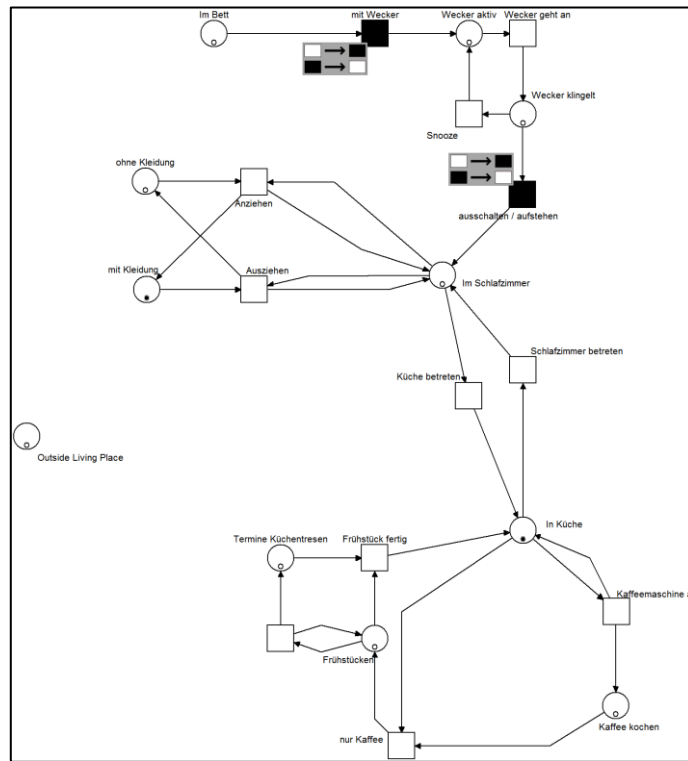 Im Bett
mit Wecker
Wecker aktiv
Wecker geht an
Wecker klingelt
Snooze
ohne Kleidung
Anziehen
ausschalten / aufstehen
mit Kleidung
Ausziehen
Im Schlafzimmer
Schlafzimmer betreten
Küche betreten
Outside Living Place
In Küche
Termine Küchentresen
Frühstück fertig
Kaffeemaschine a
Frühstücken
Kaffee kochen
nur Kaffee